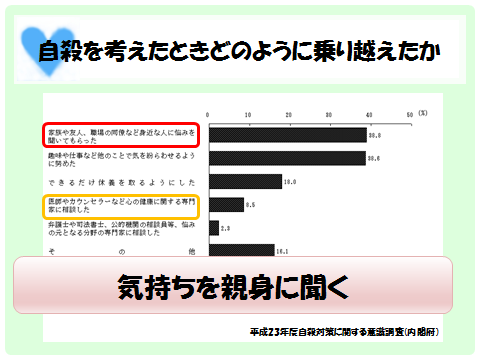 自殺を考えたときどのように乗り越えたか
0 10 20 30 40 50 (%)
家族や友人、職場の同僚など身近な人に悩みを
聞いてもらった
38.8
趣味や仕事など他のことで気を紛らわせるよう
に努めた
38.6
できるだけ休養を取るようにした
18.0
医師やカウンセラーなど心の健康に関する専門
家に相談した
8.5
弁護士や司法書士、公的機関の相談員等、悩み
の元となる分野の専門家に相談した
2.3
その他
16.1
気持ちを親身に聞く
平成23年度自殺対策に関する意識調査(内閣府)